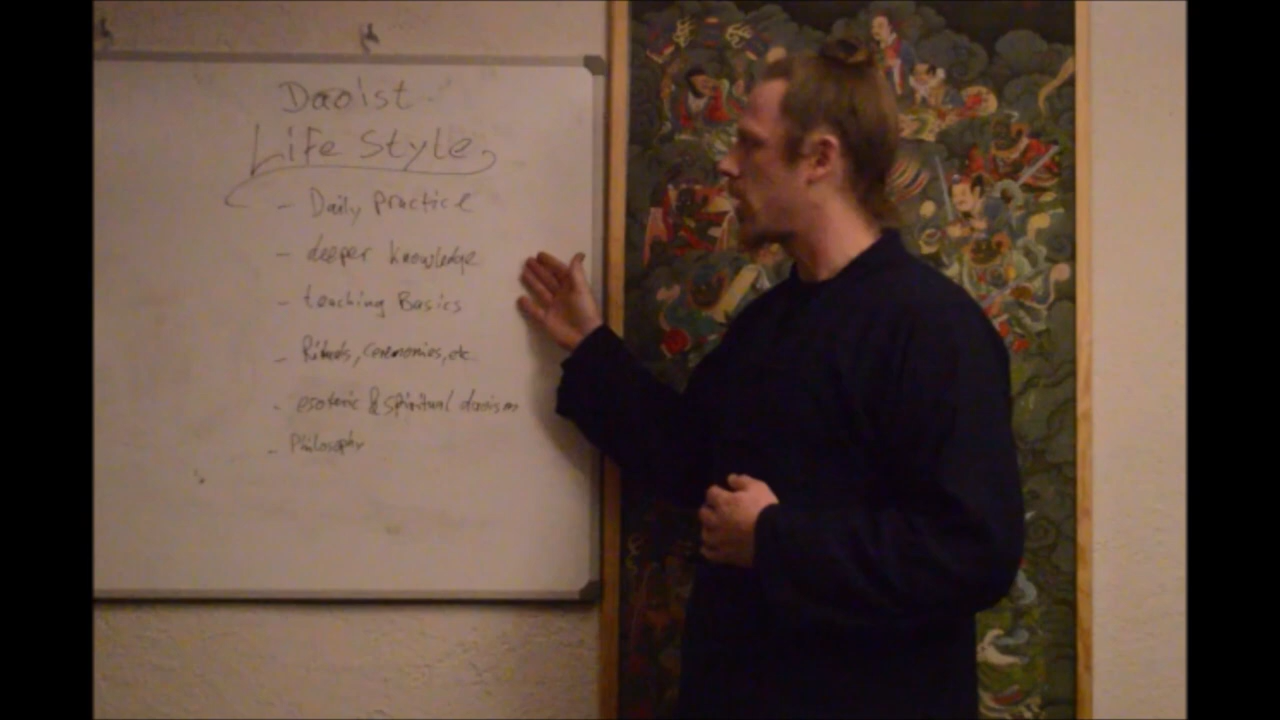 Daoist
Life Style
- Daily practice
- deeper knowledge
- teaching Basics
- Rituals, Ceremonies, etc.
- esoteric & spiritual daoism
- Philosophy